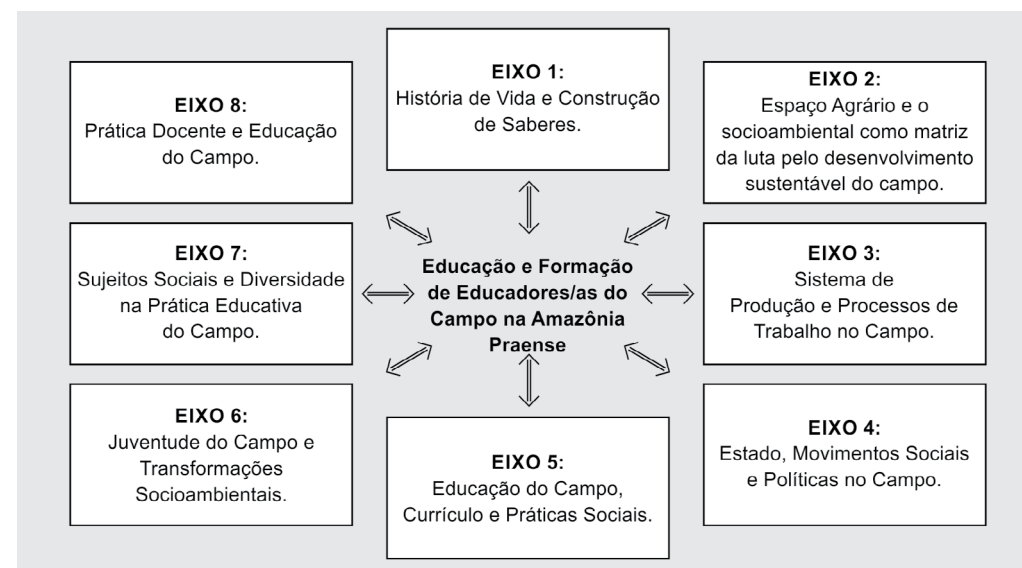 EIXO 1:
História de Vida e Construção
de Saberes.
EIXO 2:
Espaço Agrário e o
socioambiental como matriz
da luta pelo desenvolvimento
sustentável do campo.
EIXO 3:
Sistema de
Produção e Processos de
Trabalho no Campo.
EIXO 4:
Estado, Movimentos Sociais
e Políticas no Campo.
EIXO 5:
Educação do Campo,
Currículo e Práticas Sociais.
EIXO 6:
Juventude do Campo e
Transformações
Socioambientais.
EIXO 7:
Sujeitos Sociais e Diversidade
na Prática Educativa
do Campo.
EIXO 8:
Prática Docente e Educação
do Campo.
Educação e Formação
de Educadores/as do
Campo na Amazônia
Praense